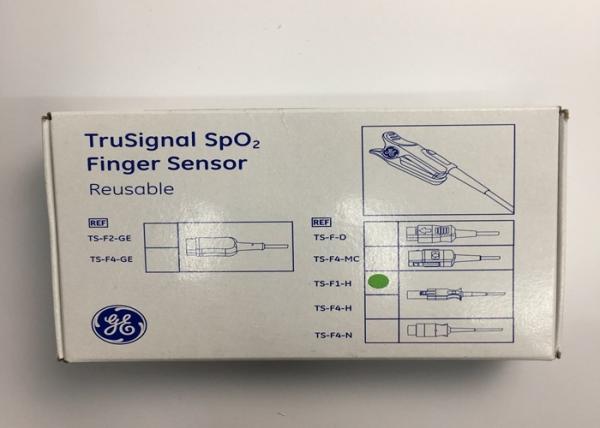 TruSignal SpO₂
Finger Sensor
Reusable
REF
TS-F2-GE
TS-F4-GE
REF
TS-F-D
TS-F4-MC
TS-F1-H
TS-F4-H
TS-F4-N
GE